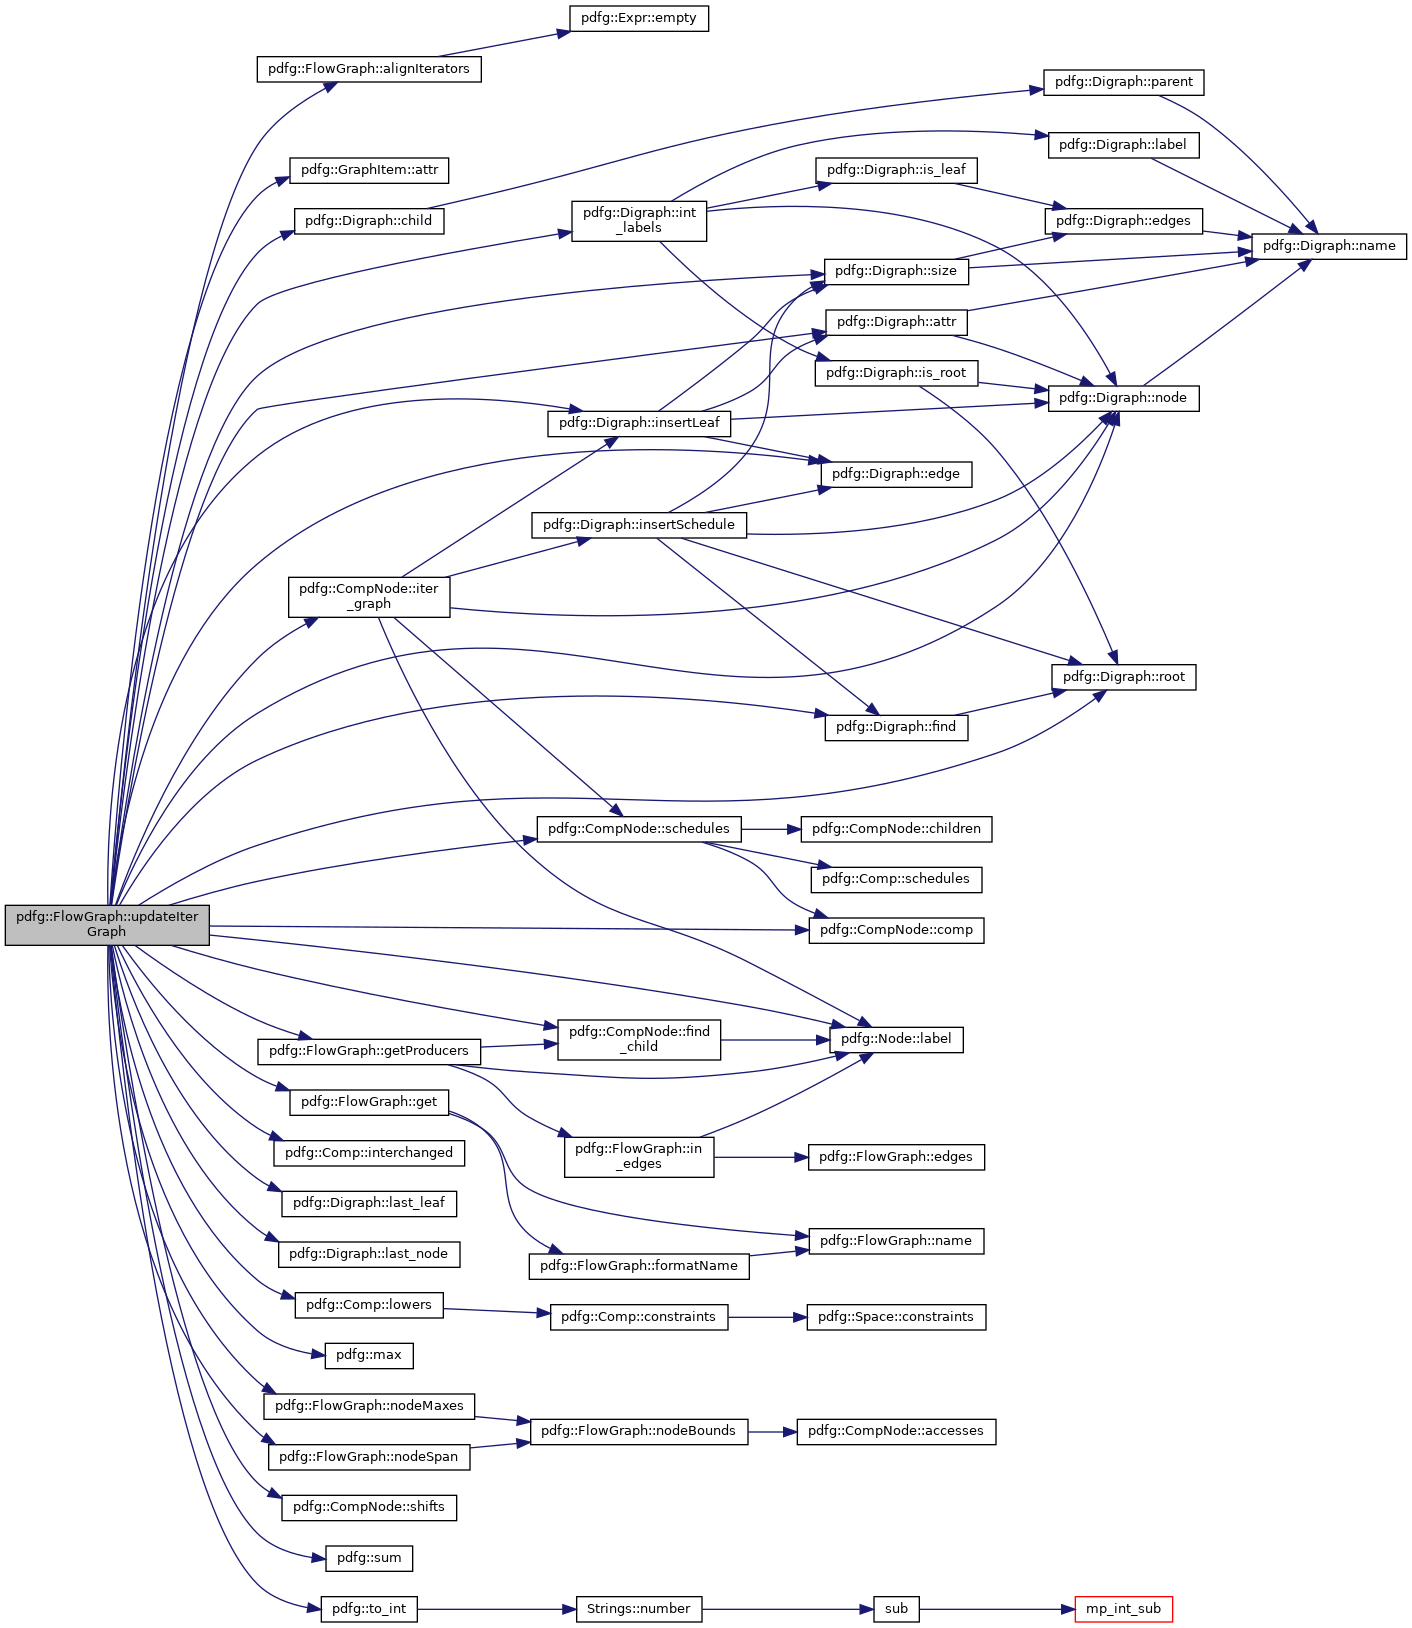 pdfg::Expr::empty
pdfg::FlowGraph::alignIterators
pdfg::Digraph::parent
pdfg::Digraph::label
pdfg::GraphItem::attr
pdfg::Digraph::is_leaf
pdfg::Digraph::child
pdfg::Digraph::int
_labels
pdfg::Digraph::edges
pdfg::Digraph::name
pdfg::Digraph::size
pdfg::Digraph::attr
pdfg::Digraph::is_root
pdfg::Digraph::node
pdfg::Digraph::insertLeaf
pdfg::Digraph::edge
pdfg::Digraph::insertSchedule
pdfg::CompNode::iter
_graph
pdfg::Digraph::root
pdfg::Digraph::find
pdfg::CompNode::schedules
pdfg::CompNode::children
pdfg::Comp::schedules
pdfg::FlowGraph::updateIter
Graph
pdfg::CompNode::comp
pdfg::CompNode::find
_child
pdfg::Node::label
pdfg::FlowGraph::getProducers
pdfg::FlowGraph::get
pdfg::Comp::interchanged
pdfg::FlowGraph::in
_edges
pdfg::FlowGraph::edges
pdfg::Digraph::last_leaf
pdfg::FlowGraph::name
pdfg::Digraph::last_node
pdfg::FlowGraph::formatName
pdfg::Comp::lowers
pdfg::Comp::constraints
pdfg::Space::constraints
pdfg::max
pdfg::FlowGraph::nodeMaxes
pdfg::FlowGraph::nodeBounds
pdfg::CompNode::accesses
pdfg::FlowGraph::nodeSpan
pdfg::CompNode::shifts
pdfg::sum
pdfg::to_int
Strings::number
sub
mp_int_sub